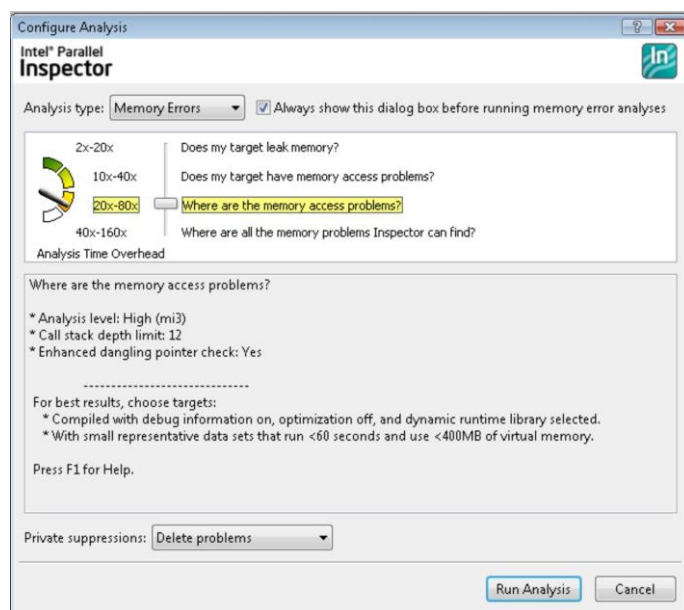 Configure Analysis
Intel® Parallel
Inspector
In
Analysis type: Memory Errors Always show this dialog box before running memory error analyses
2x-20x Does my target leak memory?
10x-40x Does my target have memory access problems?
20x-80x Where are the memory access problems?
40x-160x Where are all the memory problems Inspector can find?
Analysis Time Overhead
Where are the memory access problems?
* Analysis level: High (mi3)
* Call stack depth limit: 12
* Enhanced dangling pointer check: Yes
------------------------------
For best results, choose targets:
* Compiled with debug information on, optimization off, and dynamic runtime library selected.
* With small representative data sets that run <60 seconds and use <400MB of virtual memory.
Press F1 for Help.
Private suppressions: Delete problems
Run Analysis Cancel